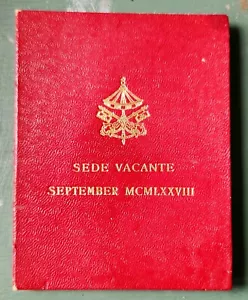 SEDE VACANTE
SEPTEMBER MCMLXXVIII